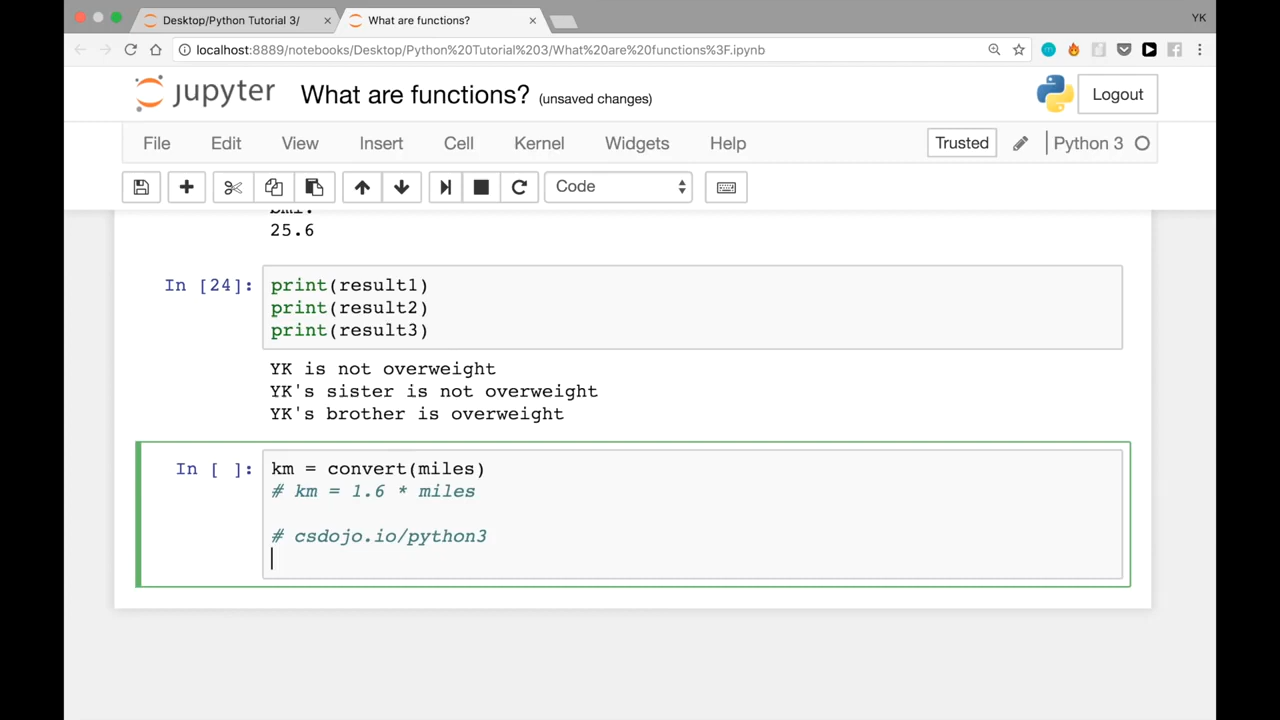 Desktop/Python Tutorial 3/
What are functions?
YK
localhost:8889/notebooks/Desktop/Python%20Tutorial%203/What%20are%20functions%3F.ipynb
jupyter What are functions? (unsaved changes)
Logout
File Edit View Insert Cell Kernel Widgets Help
Trusted
Python 3
Code
bmi:
25.6
In [24]: print(result1)
print(result2)
print(result3)
YK is not overweight
YK's sister is not overweight
YK's brother is overweight
In [ ]: km = convert(miles)
# km = 1.6 * miles
# csdojo.io/python3